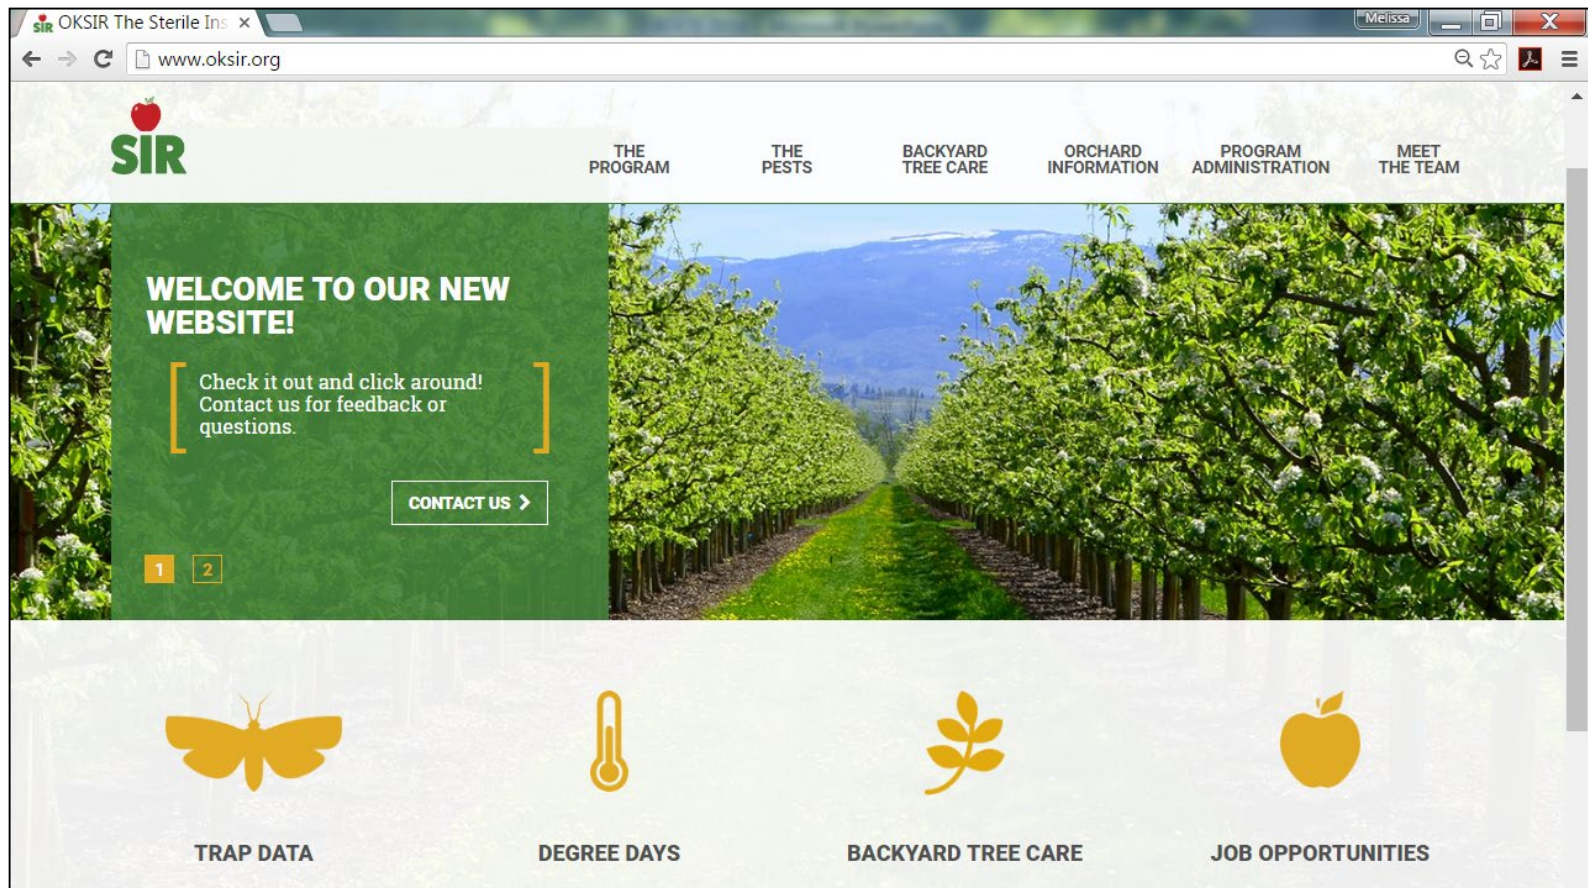 SIR OKSIR The Sterile Ins
Melissa
www.oksir.org
SIR
THE PROGRAM
THE PESTS
BACKYARD TREE CARE
ORCHARD INFORMATION
PROGRAM ADMINISTRATION
MEET THE TEAM
WELCOME TO OUR NEW
WEBSITE!
Check it out and click around!
Contact us for feedback or
questions.
CONTACT US
1 2
TRAP DATA
DEGREE DAYS
BACKYARD TREE CARE
JOB OPPORTUNITIES